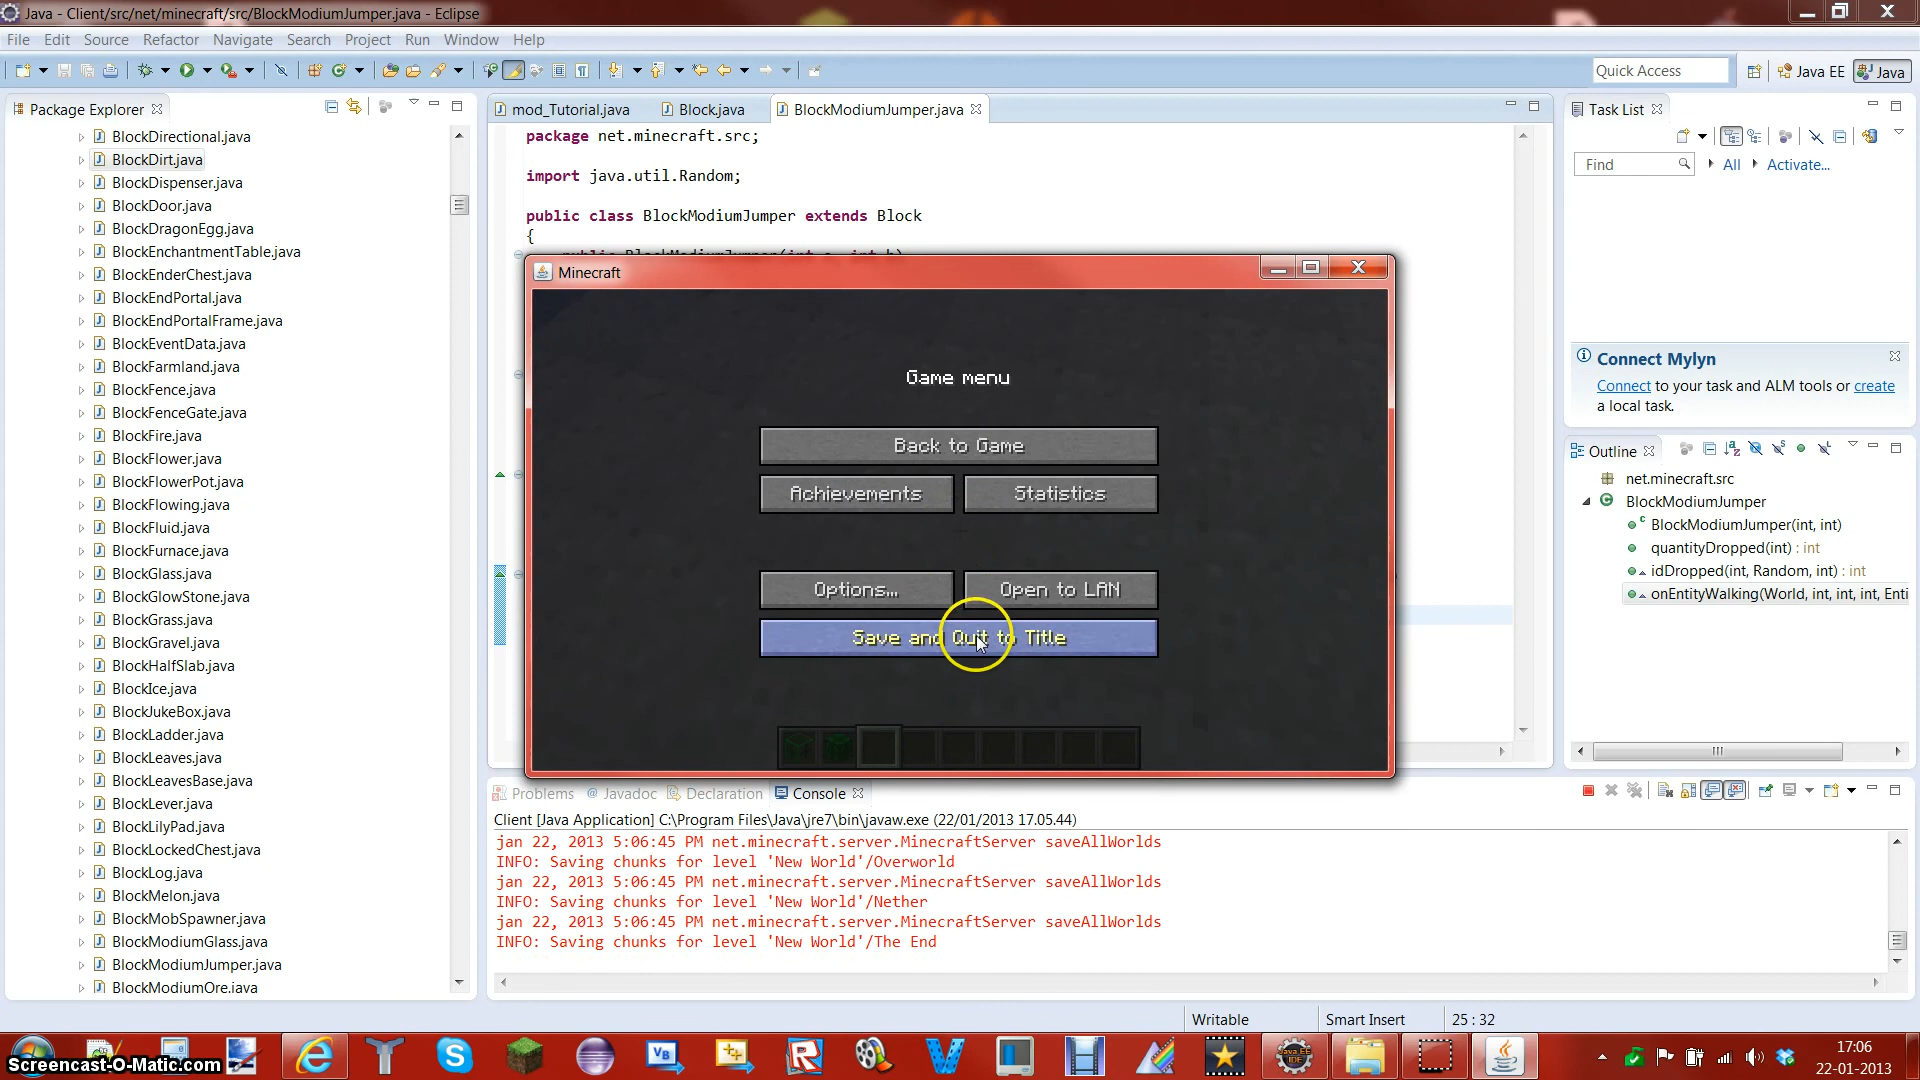 Java - Client/src/net/minecraft/src/BlockModiumJumper.java - Eclipse
File Edit Source Refactor Navigate Search Project Run Window Help
Quick Access
Java EE
Java
Package Explorer
BlockDirectional.java
BlockDirt.java
BlockDispenser.java
BlockDoor.java
BlockDragonEgg.java
BlockEnchantmentTable.java
BlockEnderChest.java
BlockEndPortal.java
BlockEndPortalFrame.java
BlockEventData.java
BlockFarmland.java
BlockFence.java
BlockFenceGate.java
BlockFire.java
BlockFlower.java
BlockFlowerPot.java
BlockFlowing.java
BlockFluid.java
BlockFurnace.java
BlockGlass.java
BlockGlowStone.java
BlockGrass.java
BlockGravel.java
BlockHalfSlab.java
BlockIce.java
BlockJukeBox.java
BlockLadder.java
BlockLeaves.java
BlockLeavesBase.java
BlockLever.java
BlockLilyPad.java
BlockLockedChest.java
BlockLog.java
BlockMelon.java
BlockMobSpawner.java
BlockModiumGlass.java
BlockModiumJumper.java
BlockModiumOre.java
mod_Tutorial.java
Block.java
BlockModiumJumper.java
package net.minecraft.src;
import java.util.Random;
public class BlockModiumJumper extends Block
{
Minecraft
Game menu
Back to Game
Achievements
Statistics
Options...
Open to LAN
Save and Quit to Title
Task List
Find
All
Activate...
Connect Mylyn
Connect to your task and ALM tools or create
a local task.
Outline
net.minecraft.src
BlockModiumJumper
BlockModiumJumper(int, int)
quantityDropped(int) : int
idDropped(int, Random, int) : int
onEntityWalking(World, int, int, int, Enti
Problems
@ Javadoc
Declaration
Console
Client [Java Application] C:\Program Files\Java\jre7\bin\javaw.exe (22/01/2013 17.05.44)
jan 22, 2013 5:06:45 PM net.minecraft.server.MinecraftServer saveAllWorlds
INFO: Saving chunks for level 'New World'/Overworld
jan 22, 2013 5:06:45 PM net.minecraft.server.MinecraftServer saveAllWorlds
INFO: Saving chunks for level 'New World'/Nether
jan 22, 2013 5:06:45 PM net.minecraft.server.MinecraftServer saveAllWorlds
INFO: Saving chunks for level 'New World'/The End
Writable
Smart Insert
25 : 32
Screencast-O-Matic.com
17:06
22-01-2013